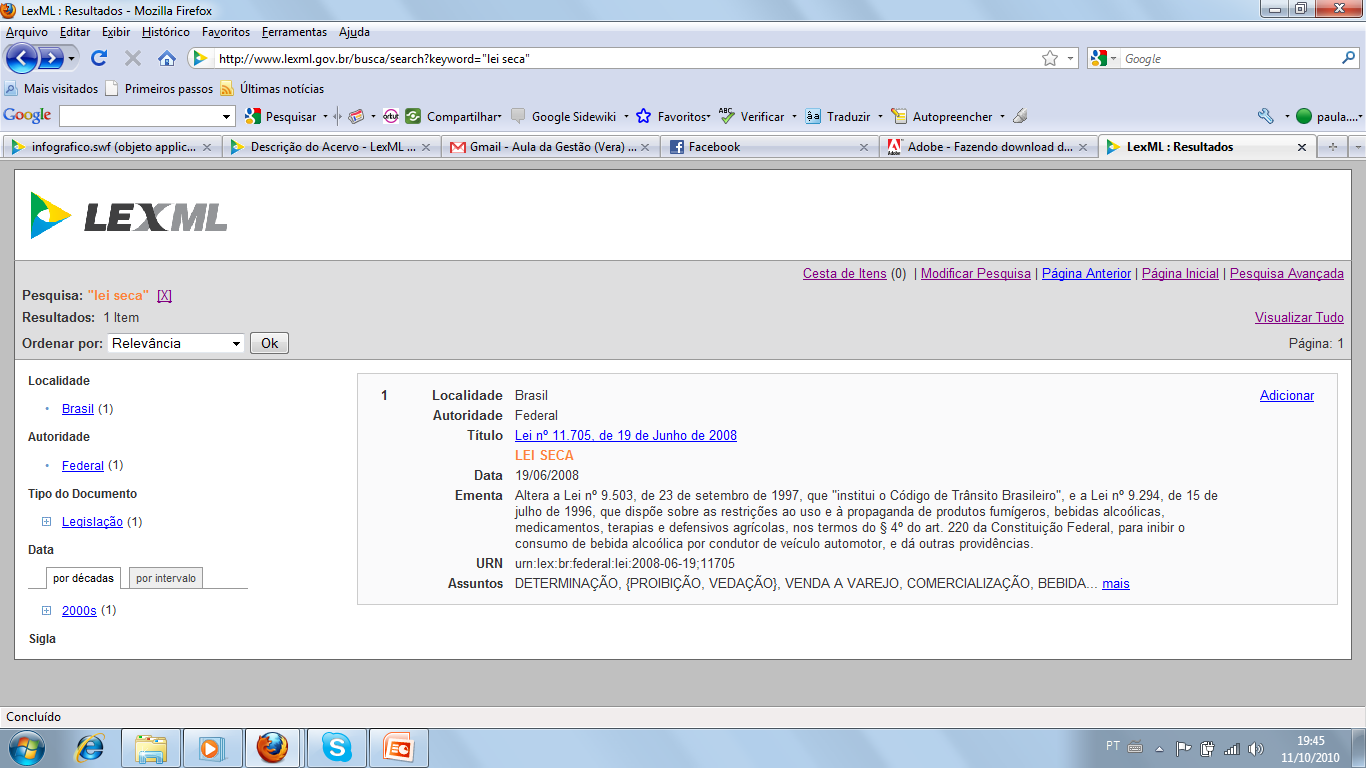 LexML : Resultados - Mozilla Firefox
Arquivo Editar Exibir Histórico Favoritos Ferramentas Ajuda
http://www.lexml.gov.br/busca/search?keyword="lei seca"
Google
Mais visitados Primeiros passos Últimas notícias
Google Pesquisar orkut Compartilhar Google Sidewiki Favoritos ABC Verificar âà Traduzir Autopreencher paula....
infografico.swf (objeto applic... Descrição do Acervo - LexML ... Gmail - Aula da Gestão (Vera) ... Facebook Adobe - Fazendo download d... LexML : Resultados
LEXML
Cesta de Itens (0) | Modificar Pesquisa | Página Anterior | Página Inicial | Pesquisa Avançada
Pesquisa: "lei seca" [X]
Resultados: 1 Item Visualizar Tudo
Ordenar por: Relevância Ok Página: 1
Localidade
Brasil (1)
Autoridade
Federal (1)
Tipo do Documento
Legislação (1)
Data
por décadas por intervalo
2000s (1)
Sigla
1 Localidade Brasil Adicionar
Autoridade Federal
Título Lei nº 11.705, de 19 de Junho de 2008
LEI SECA
Data 19/06/2008
Ementa Altera a Lei nº 9.503, de 23 de setembro de 1997, que "institui o Código de Trânsito Brasileiro", e a Lei nº 9.294, de 15 de
julho de 1996, que dispõe sobre as restrições ao uso e à propaganda de produtos fumígeros, bebidas alcoólicas,
medicamentos, terapias e defensivos agrícolas, nos termos do § 4º do art. 220 da Constituição Federal, para inibir o
consumo de bebida alcoólica por condutor de veículo automotor, e dá outras providências.
URN urn:lex:br:federal:lei:2008-06-19;11705
Assuntos DETERMINAÇÃO, {PROIBIÇÃO, VEDAÇÃO}, VENDA A VAREJO, COMERCIALIZAÇÃO, BEBIDA... mais
Concluído
PT 19:45
11/10/2010